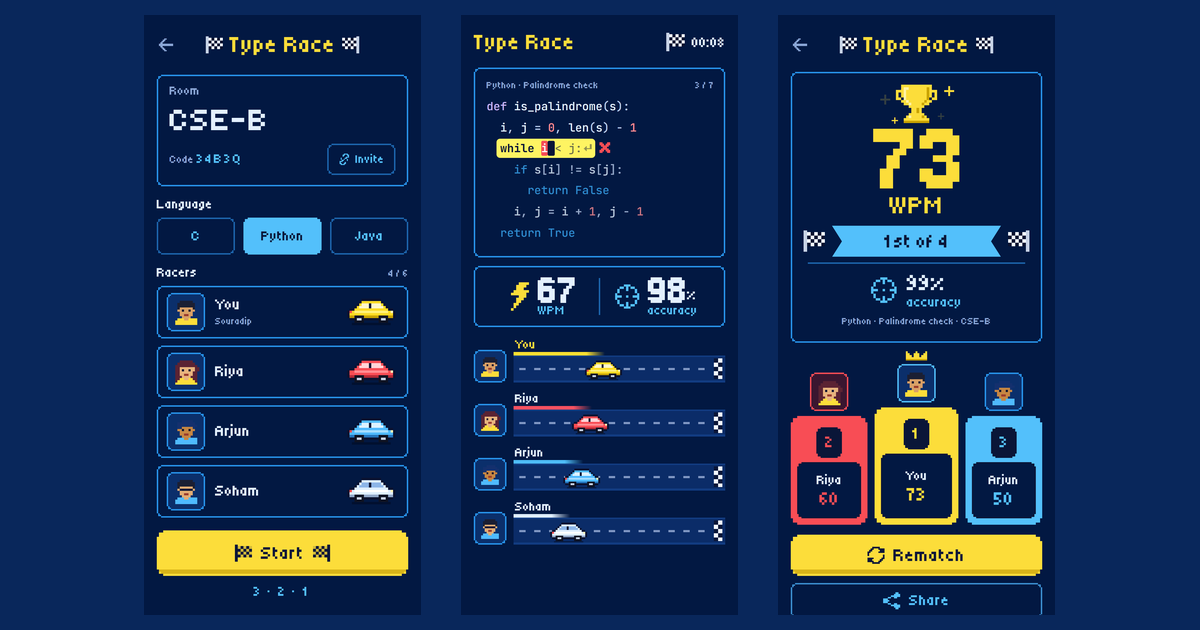 Type Race
Room
CSE-B
Code 34B3Q
Invite
Language
C
Python
Java
Racers
4/6
You
Souradip
Riya
Arjun
Soham
Start
3 · 2 · 1
Type Race
00:08
Python · Palindrome check
3/7
def is_palindrome(s):
i, j = 0, len(s) - 1
while i < j:↵
if s[i] != s[j]:
return False
i, j = i + 1, j - 1
return True
67
WPM
98%
accuracy
You
Riya
Arjun
Soham
Type Race
73
WPM
1st of 4
99%
accuracy
Python · Palindrome check · CSE-B
2
Riya
60
1
You
73
3
Arjun
50
Rematch
Share